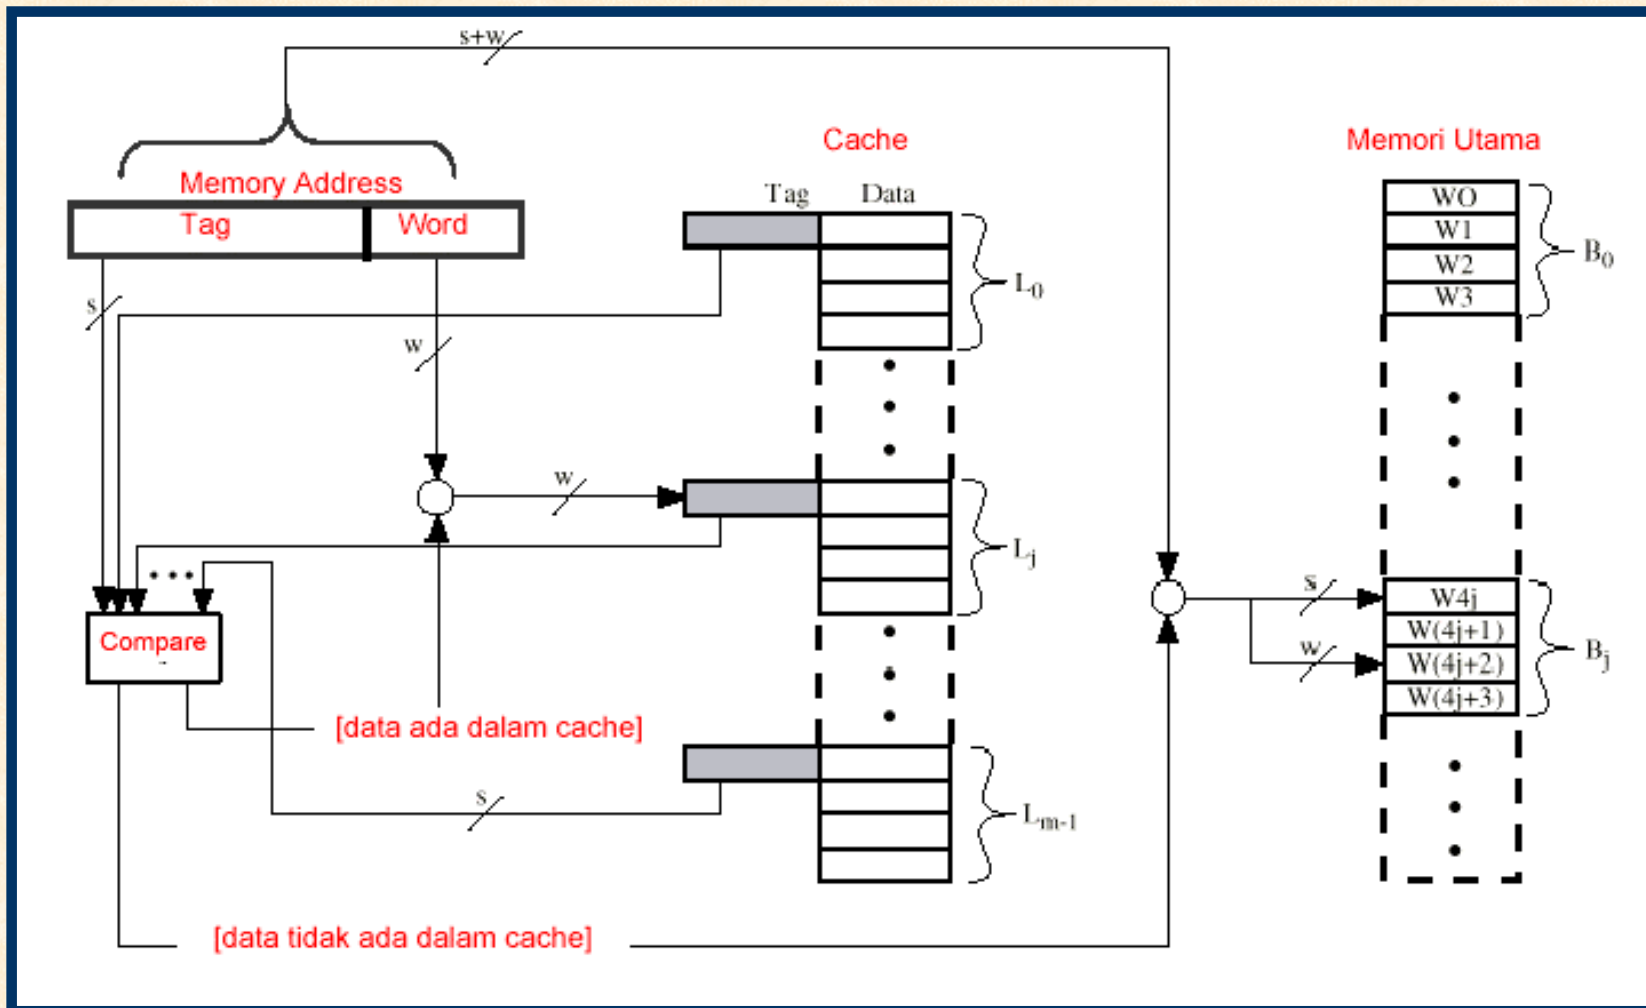 s+w
Cache
Memori Utama
Memory Address
Tag
Word
Tag
Data
W0
W1
W2
W3
B0
L0
s
w
w
Lj
s
W4j
W(4j+1)
W(4j+2)
W(4j+3)
w
Bj
Compare
[data ada dalam cache]
s
Lm-1
[data tidak ada dalam cache]